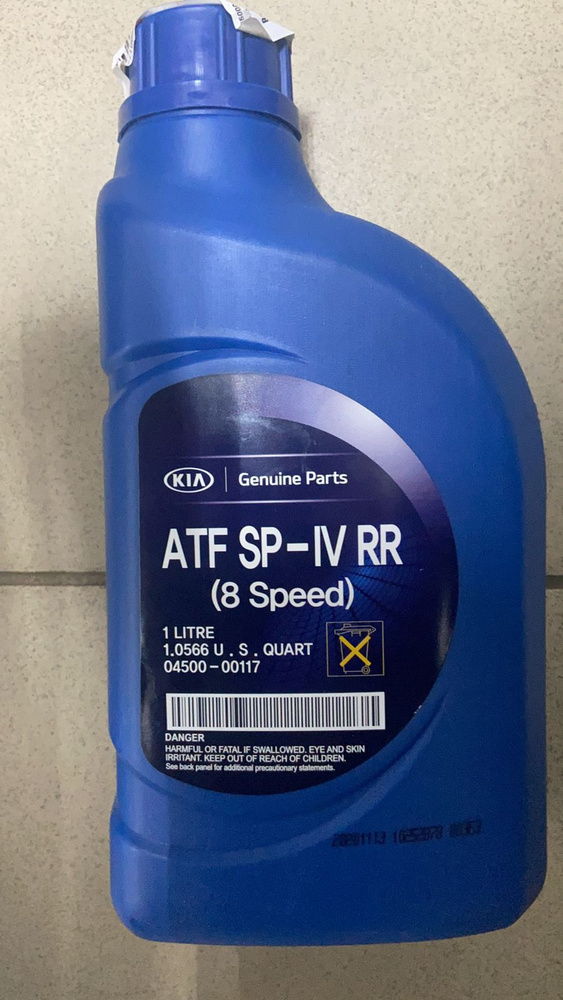 KIA Genuine Parts
ATF SP-IV RR
(8 Speed)
1 LITRE
1.0566 U . S . QUART
04500-00117
DANGER
HARMFUL OR FATAL IF SWALLOWED. EYE AND SKIN
IRRITANT. KEEP OUT OF REACH OF CHILDREN.
See back panel for additional precautionary statements.